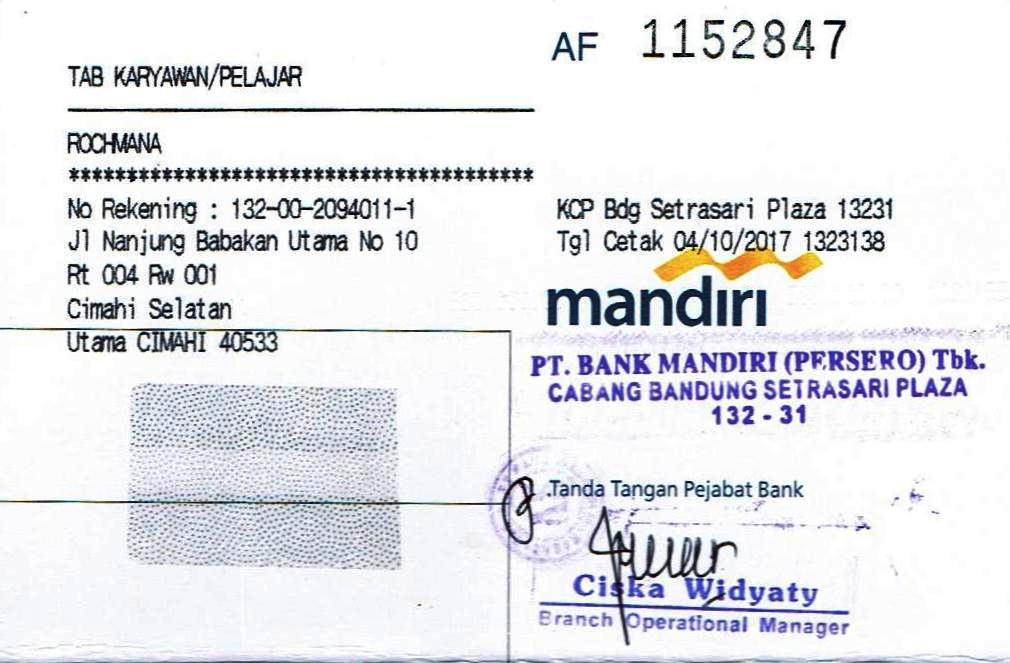 AF 1152847
TAB KARYAWAN/PELAJAR
ROCHMANA
*****************************************
No Rekening : 132-00-2094011-1
Jl Nanjung Babakan Utama No 10
Rt 004 Rw 001
Cimahi Selatan
Utama CIMAHI 40533
KCP Bdg Setrasari Plaza 13231
Tgl Cetak 04/10/2017 1323138
mandiri
PT. BANK MANDIRI (PERSERO) Tbk.
CABANG BANDUNG SETRASARI PLAZA
132 - 31
Tanda Tangan Pejabat Bank
Ciska Widyaty
Branch Operational Manager